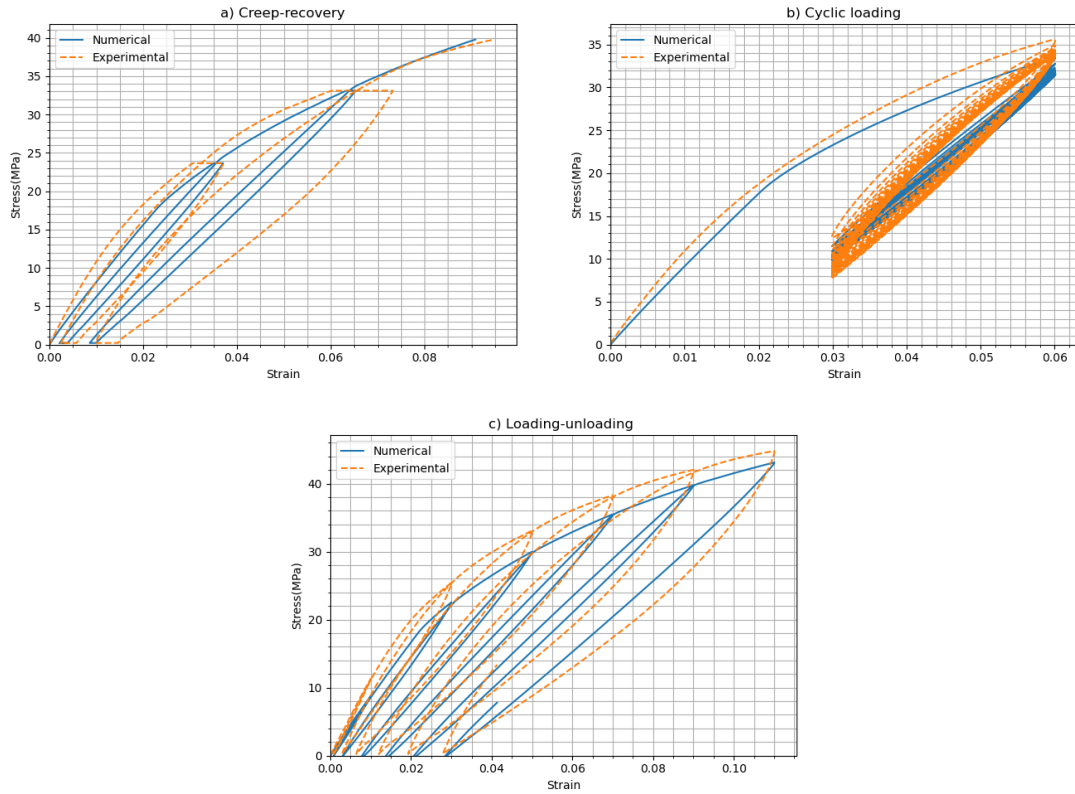 a) Creep-recovery
40
35
30
25
20
15
10
5
0
Stress(MPa)
Numerical
Experimental
0.00
0.02
0.04
0.06
0.08
Strain
b) Cyclic loading
35
30
25
20
15
10
5
0
Stress(MPa)
Numerical
Experimental
0.00
0.01
0.02
0.03
0.04
0.05
0.06
Strain
c) Loading-unloading
40
30
20
10
0
Stress(MPa)
Numerical
Experimental
0.00
0.02
0.04
0.06
0.08
0.10
Strain